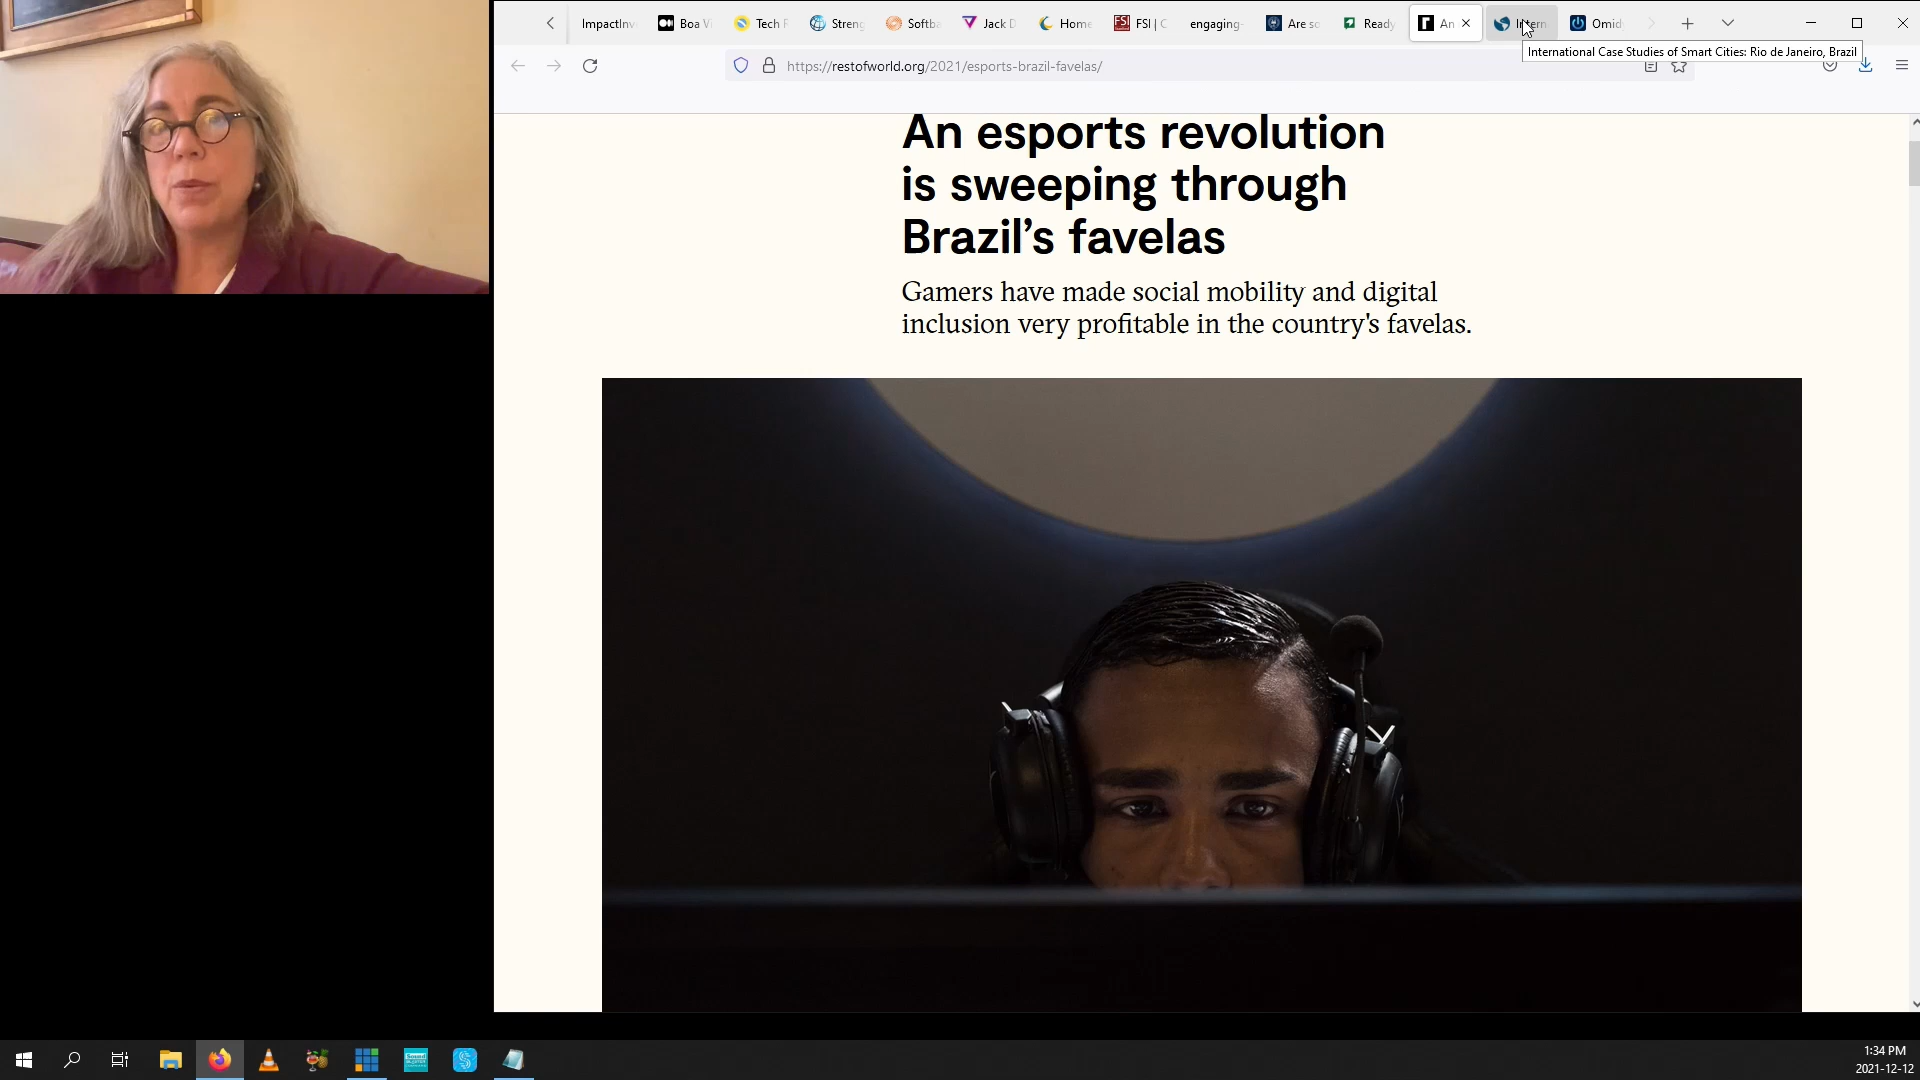 ImpactInv
Boa Vi
Tech F
Streng
Softba
Jack D
Home
FSI | C
engaging-
Are so
Ready
An
Intern
Omid
International Case Studies of Smart Cities: Rio de Janeiro, Brazil
https://restofworld.org/2021/esports-brazil-favelas/
An esports revolution
is sweeping through
Brazil’s favelas
Gamers have made social mobility and digital
inclusion very profitable in the country's favelas.
1:34 PM
2021-12-12